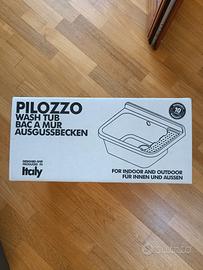 PILOZZO
WASH TUB
BAC A MUR
AUSGUSSBECKEN
10
DESIGNED AND
PRODUCED IN
Italy
FOR INDOOR AND OUTDOOR
FÜR INNEN UND AUSSEN